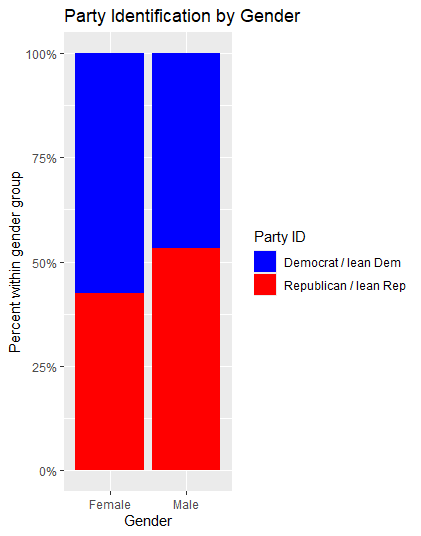 Party Identification by Gender
100%
75%
50%
25%
0%
Percent within gender group
Female Male
Gender
Party ID
Democrat / lean Dem
Republican / lean Rep